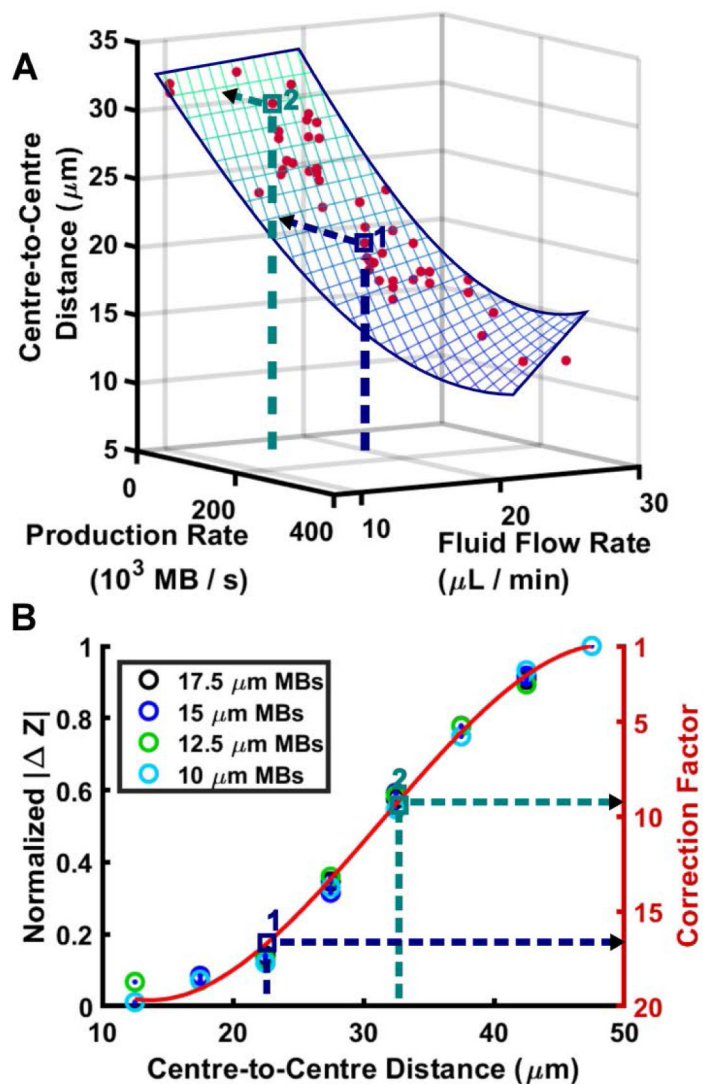 A
35
30
25
20
15
10
5
Centre-to-Centre
Distance (μm)
2
1
0
200
400
Production Rate
(10³ MB / s)
10
20
30
Fluid Flow Rate
(μL / min)
B
1
0.8
0.6
0.4
0.2
0
Normalized |Δ Z|
17.5 μm MBs
15 μm MBs
12.5 μm MBs
10 μm MBs
2
1
1
5
10
15
20
Correction Factor
10
20
30
40
50
Centre-to-Centre Distance (μm)